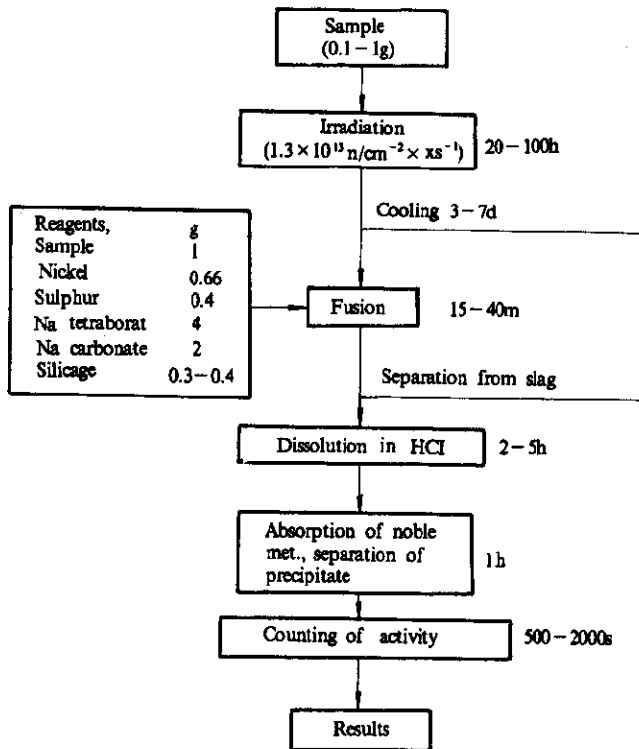 Sample
(0.1−1g)
Irradiation
(1.3×10¹³n/cm⁻²×xs⁻¹)
20−100h
Cooling 3−7d
Reagents, g
Sample 1
Nickel 0.66
Sulphur 0.4
Na tetraborat 4
Na carbonate 2
Silicage 0.3−0.4
Fusion
15−40m
Separation from slag
Dissolution in HCI
2−5h
Absorption of noble
met., separation of
precipitate
1h
Counting of activity
500−2000s
Results